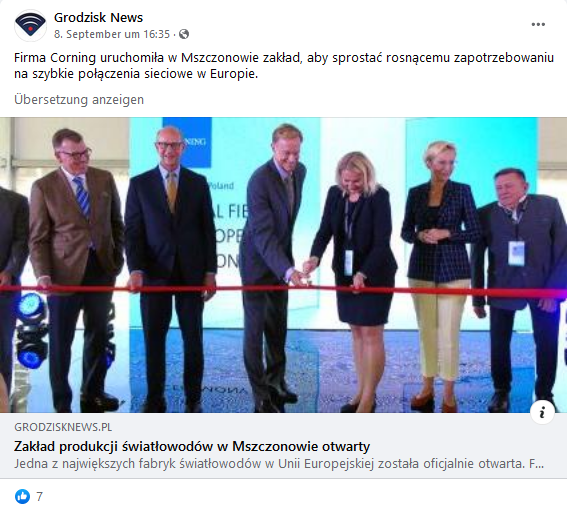 Grodzisk News
8. September um 16:35 ·
Firma Corning uruchomiła w Mszczonowie zakład, aby sprostać rosnącemu zapotrzebowaniu
na szybkie połączenia sieciowe w Europie.
Übersetzung anzeigen
NING
Poland
AL FIE
OPE
ON
GRODZISKNEWS.PL
Zakład produkcji światłowodów w Mszczonowie otwarty
Jedna z największych fabryk światłowodów w Unii Europejskiej została oficjalnie otwarta. F...
7